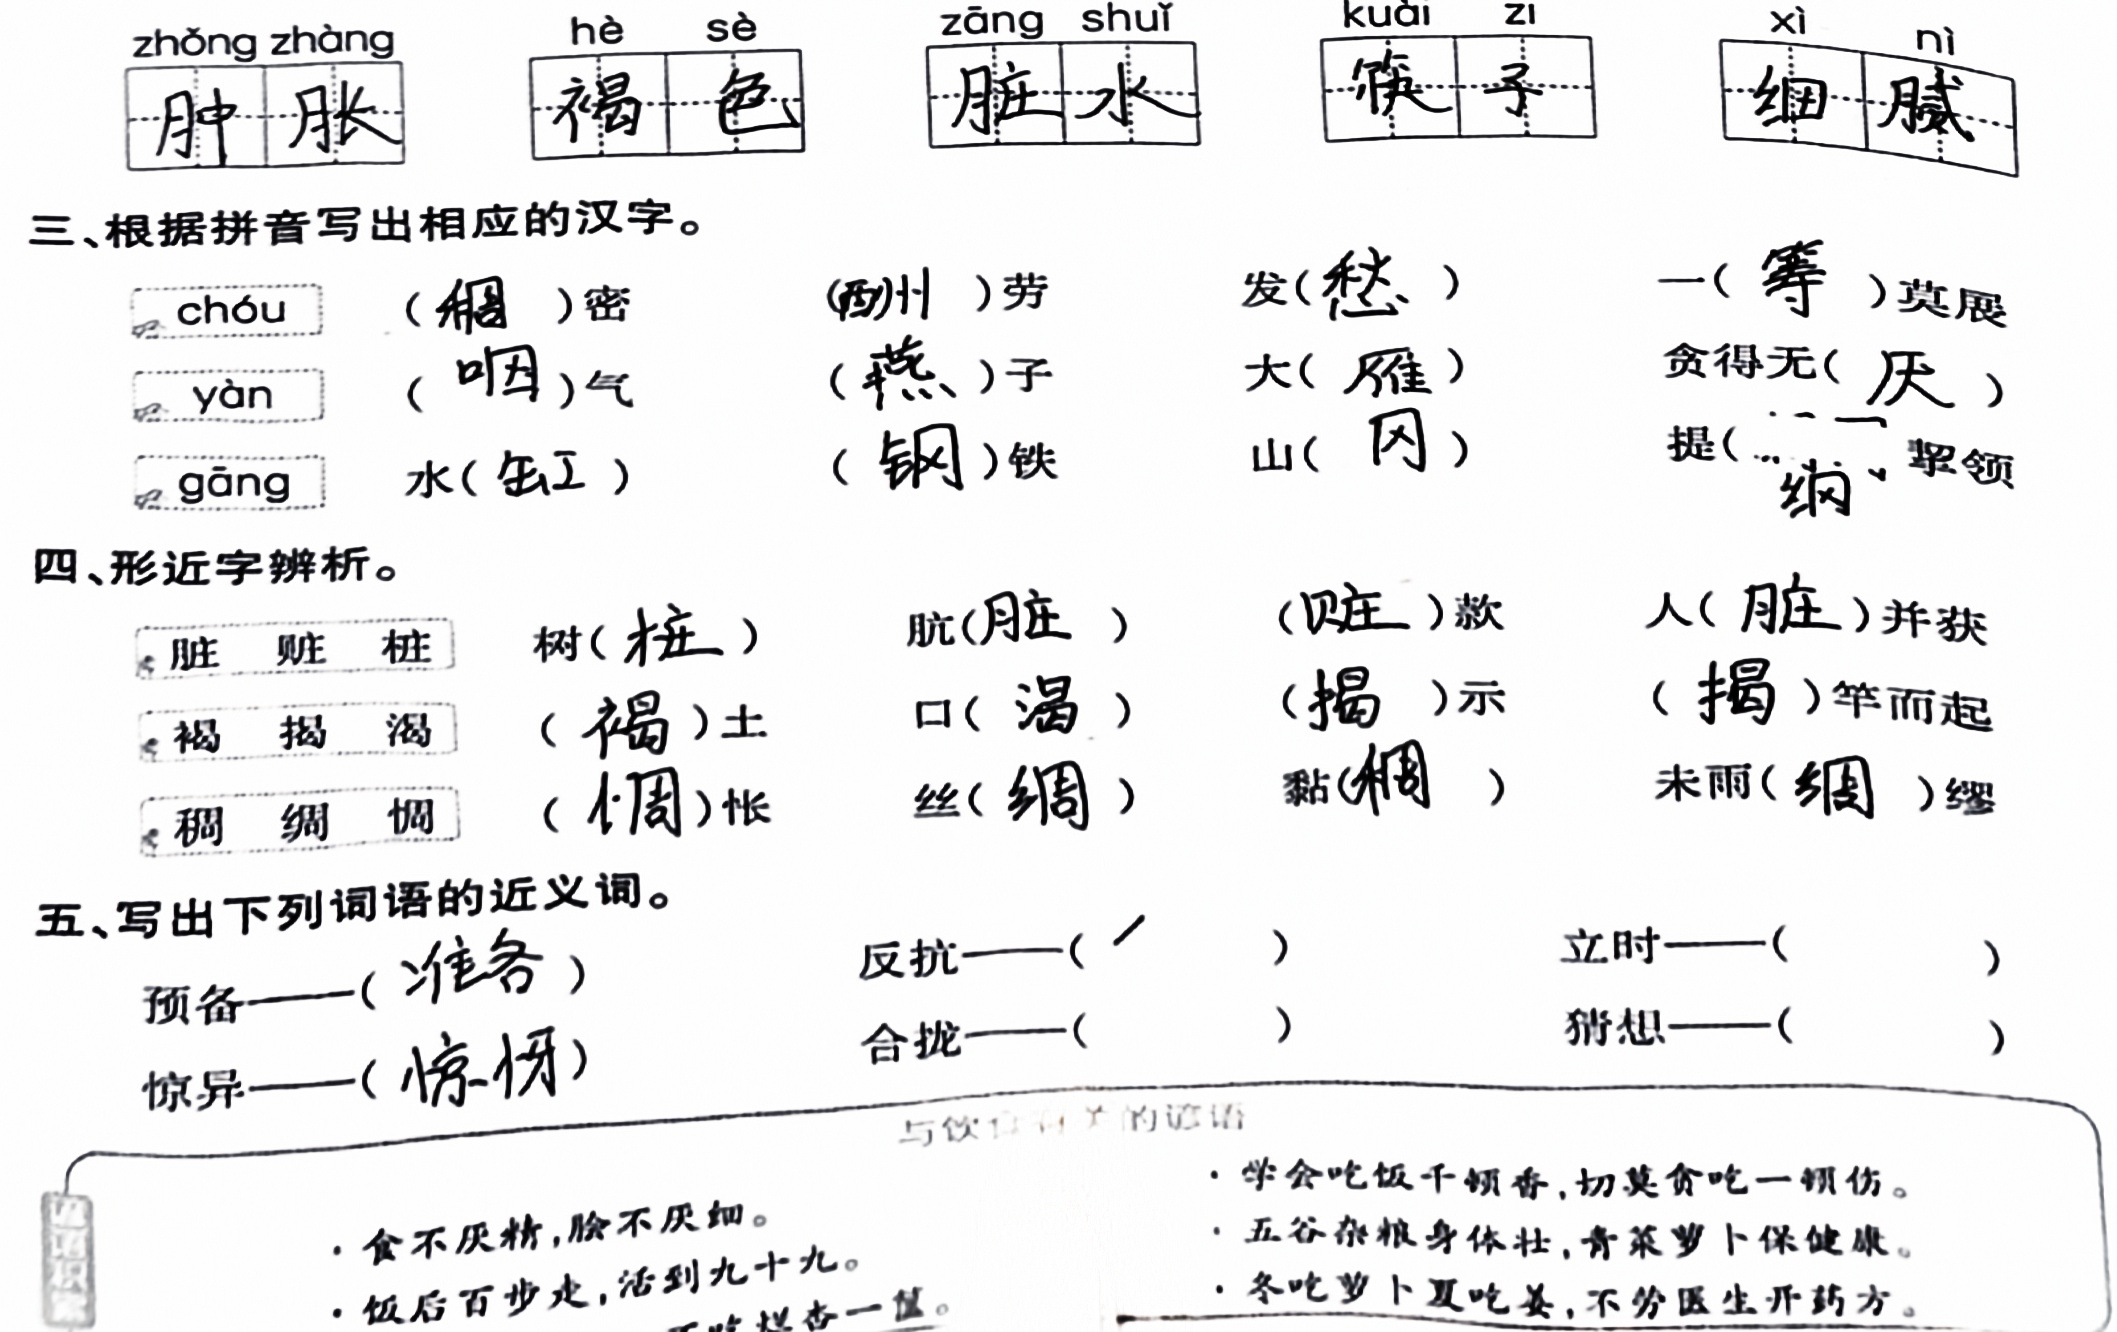 zhǒng zhàng hè sè zāng shuǐ kuài zi xì nì
肿胀 褐色 脏水 筷子 细腻
三、根据拼音写出相应的汉字。
chóu (稠)密 (酬)劳 发(愁) 一(筹)莫展
yàn (咽)气 (燕)子 大(雁) 贪得无(厌)
gāng 水(缸) (钢)铁 山(冈) 提(纲)挈领
四、形近字辨析。
脏 赃 桩 树(桩) 肮(脏) (赃)款 人(脏)并获
褐 揭 渴 (褐)土 口(渴) (揭)示 (揭)竿而起
稠 绸 惆 (惆)怅 丝(绸) 黏(稠) 未雨(绸)缪
五、写出下列词语的近义词。
预备——(准备) 反抗——( ) 立时——( )
惊异——(惊讶) 合拢——( ) 猜想——( )
与饮食有关的谚语
·食不厌精,脍不厌细。
·饭后百步走,活到九十九。
杏一筐。
·学会吃饭千顿香,切莫贪吃一顿伤。
·五谷杂粮身体壮,青菜萝卜保健康。
·冬吃萝卜夏吃姜,不劳医生开药方。